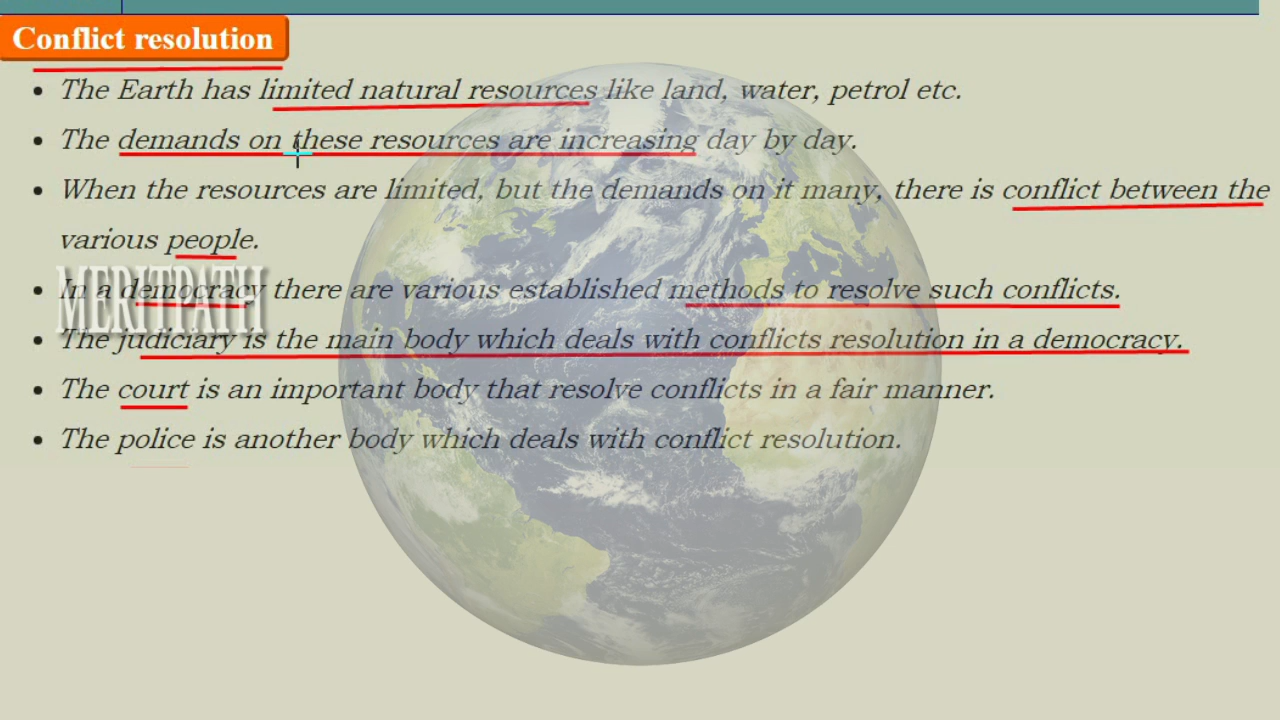 Conflict resolution
• The Earth has limited natural resources like land, water, petrol etc.
• The demands on these resources are increasing day by day.
• When the resources are limited, but the demands on it many, there is conflict between the
various people.
• In a democracy there are various established methods to resolve such conflicts.
MERITPATH
• The judiciary is the main body which deals with conflicts resolution in a democracy.
• The court is an important body that resolve conflicts in a fair manner.
• The police is another body which deals with conflict resolution.